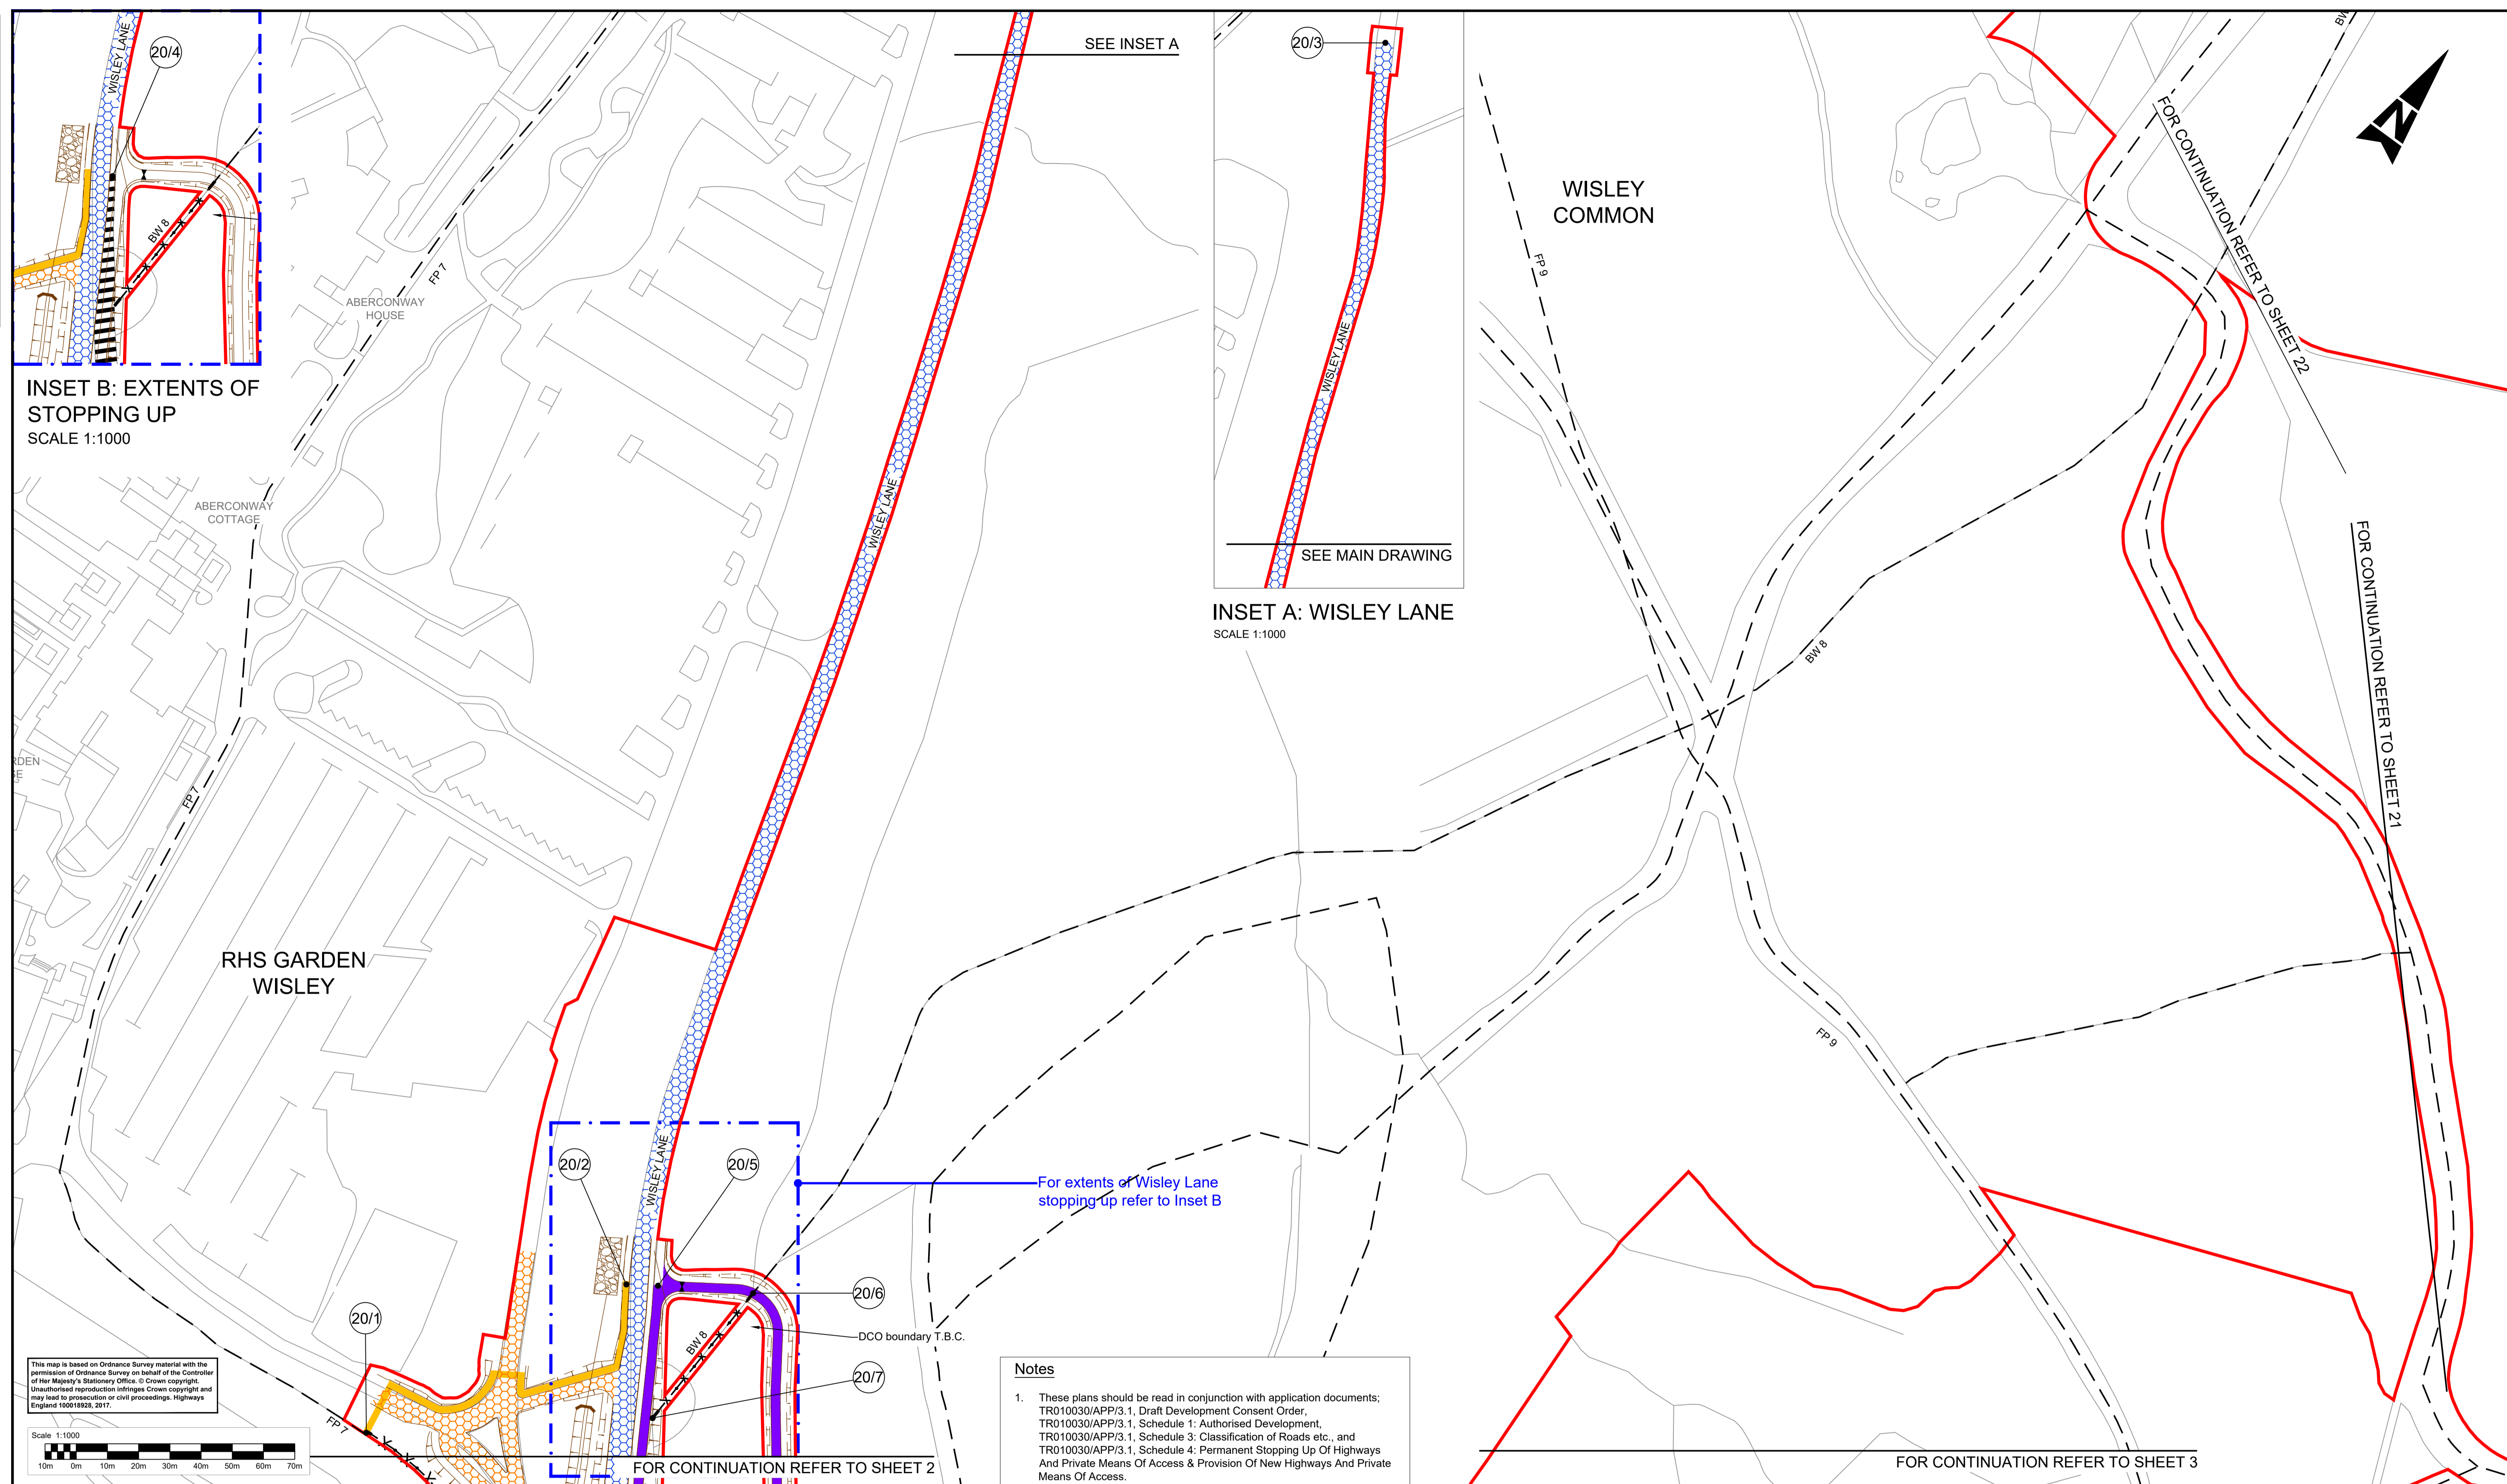 WISLEY LANE
20/4
BW 8
INSET B: EXTENTS OF
STOPPING UP
SCALE 1:1000
SEE INSET A
20/3
WISLEY LANE
SEE MAIN DRAWING
INSET A: WISLEY LANE
SCALE 1:1000
WISLEY
COMMON
FP 9
BW
N
FOR CONTINUATION REFER TO SHEET 22
FOR CONTINUATION REFER TO SHEET 21
ABERCONWAY
HOUSE
FP 7
ABERCONWAY
COTTAGE
WISLEY LANE
BW 8
RDEN
SE
FP 7
RHS GARDEN
WISLEY
FP 9
20/2
WISLEY LANE
20/5
For extents of Wisley Lane
stopping up refer to Inset B
20/6
DCO boundary T.B.C.
BW 8
20/7
20/1
FP 7
This map is based on Ordnance Survey material with the
permission of Ordnance Survey on behalf of the Controller
of Her Majesty's Stationery Office. © Crown copyright.
Unauthorised reproduction infringes Crown copyright and
may lead to prosecution or civil proceedings. Highways
England 100018928, 2017.
Scale 1:1000
10m 0m 10m 20m 30m 40m 50m 60m 70m
FOR CONTINUATION REFER TO SHEET 2
Notes
1. These plans should be read in conjunction with application documents;
TR010030/APP/3.1, Draft Development Consent Order,
TR010030/APP/3.1, Schedule 1: Authorised Development,
TR010030/APP/3.1, Schedule 3: Classification of Roads etc., and
TR010030/APP/3.1, Schedule 4: Permanent Stopping Up Of Highways
And Private Means Of Access & Provision Of New Highways And Private
Means Of Access.
FOR CONTINUATION REFER TO SHEET 3